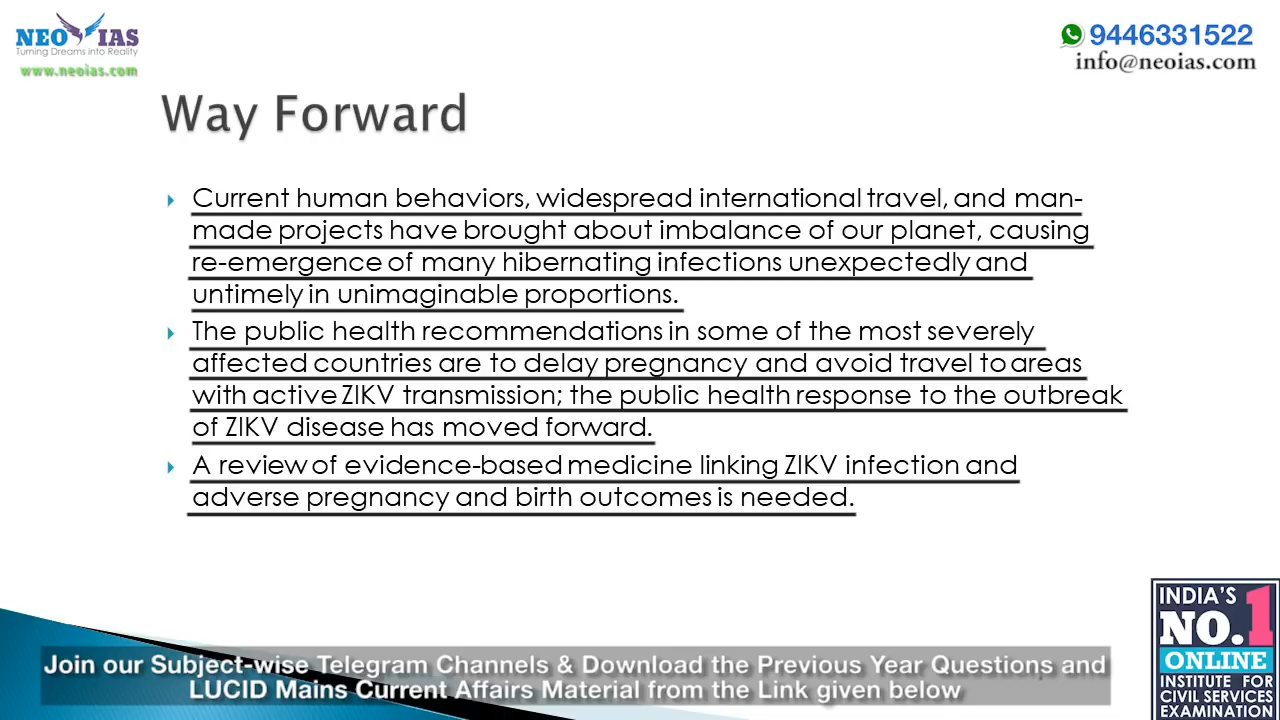 NEO IAS
Turning Dreams into Reality
www.neoias.com
9446331522
info@neoias.com
Way Forward
Current human behaviors, widespread international travel, and man-
made projects have brought about imbalance of our planet, causing
re-emergence of many hibernating infections unexpectedly and
untimely in unimaginable proportions.
The public health recommendations in some of the most severely
affected countries are to delay pregnancy and avoid travel to areas
with active ZIKV transmission; the public health response to the outbreak
of ZIKV disease has moved forward.
A review of evidence-based medicine linking ZIKV infection and
adverse pregnancy and birth outcomes is needed.
INDIA'S
NO.1
ONLINE
INSTITUTE FOR
CIVIL SERVICES
EXAMINATION
Join our Subject-wise Telegram Channels & Download the Previous Year Questions and
LUCID Mains Current Affairs Material from the Link given below